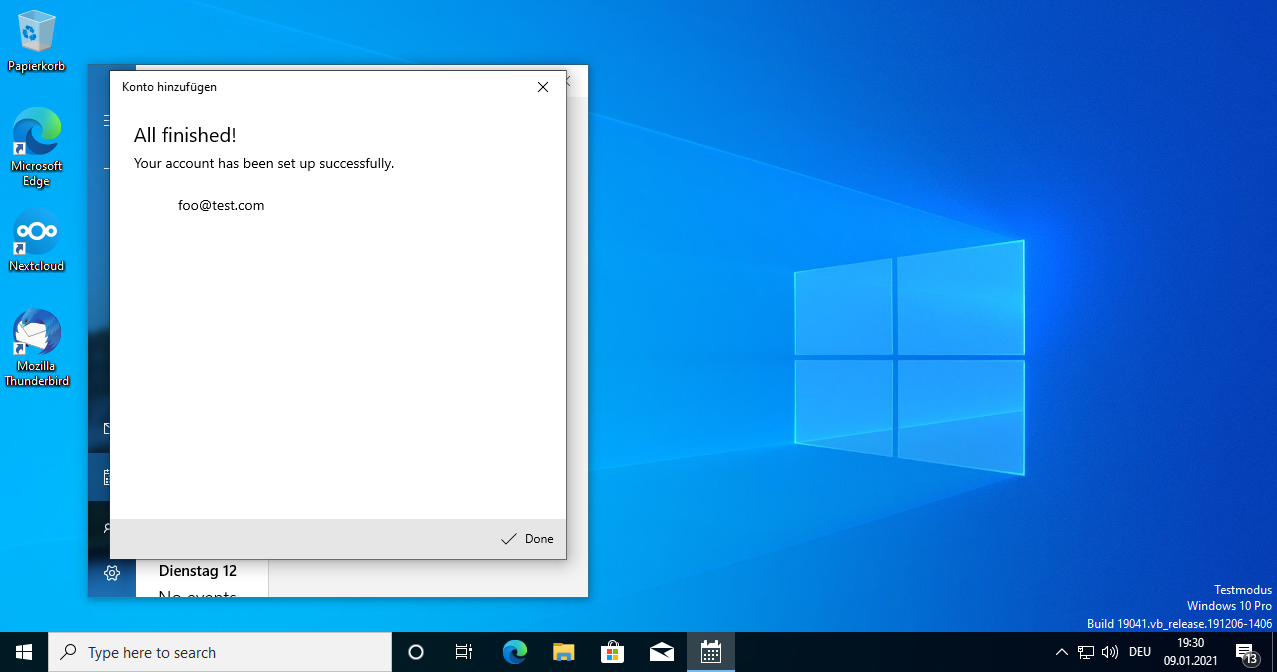 Papierkorb
Microsoft
Edge
Nextcloud
Mozilla
Thunderbird
Konto hinzufügen
All finished!
Your account has been set up successfully.
foo@test.com
Done
Dienstag 12
No events
Testmodus
Windows 10 Pro
Build 19041.vb_release.191206-1406
Type here to search
DEU
19:30
09.01.2021
13